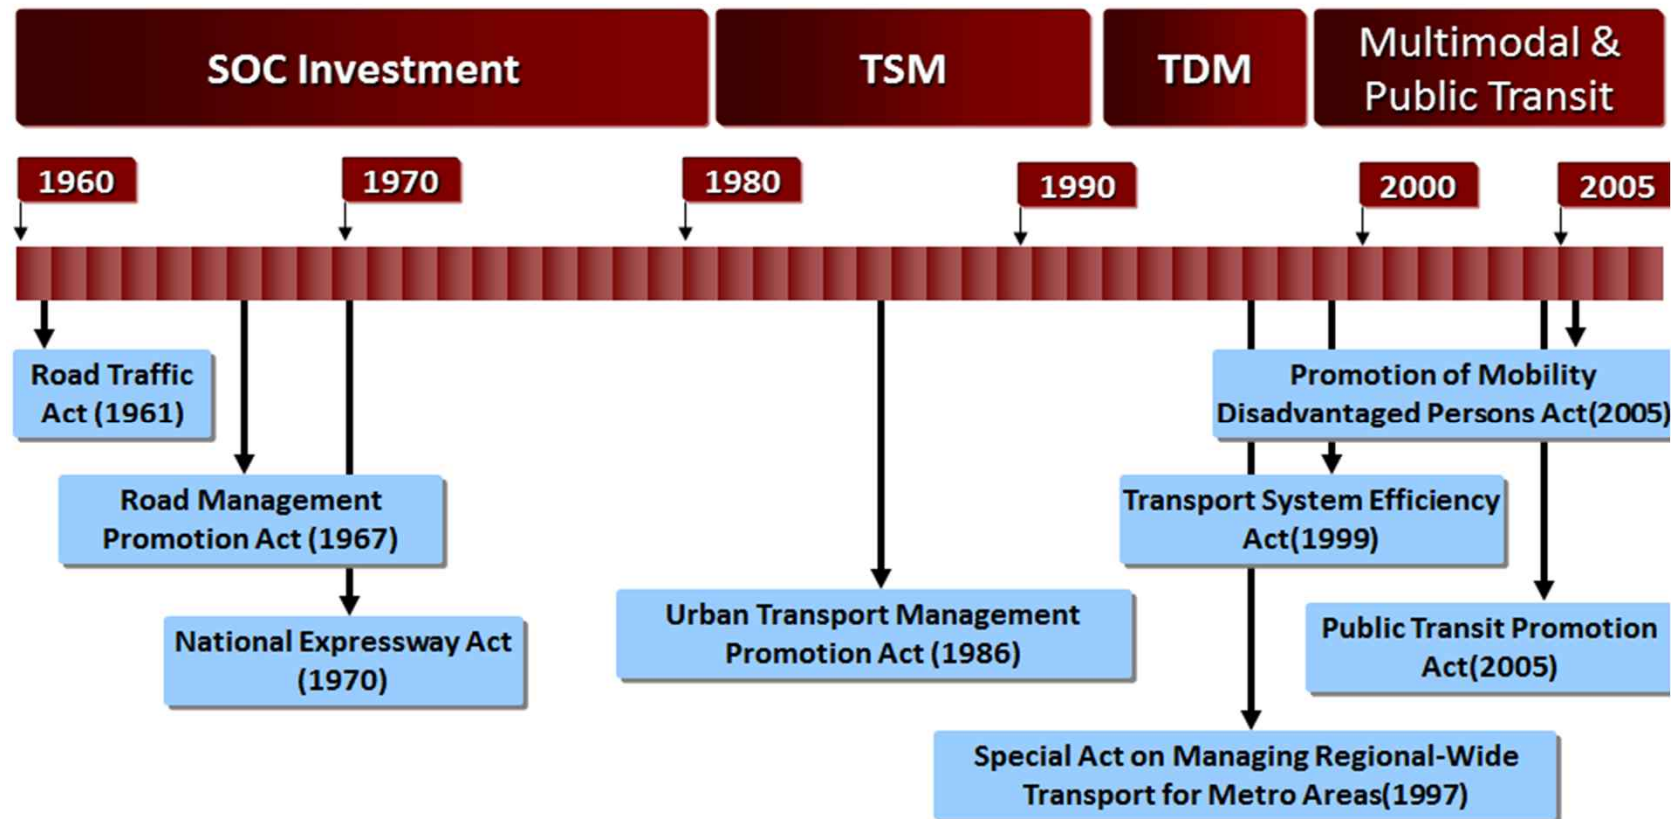 SOC Investment
TSM
TDM
Multimodal &
Public Transit
1960
1970
1980
1990
2000
2005
Road Traffic
Act (1961)
Promotion of Mobility
Disadvantaged Persons Act(2005)
Road Management
Promotion Act (1967)
Transport System Efficiency
Act(1999)
National Expressway Act
(1970)
Urban Transport Management
Promotion Act (1986)
Public Transit Promotion
Act(2005)
Special Act on Managing Regional-Wide
Transport for Metro Areas(1997)